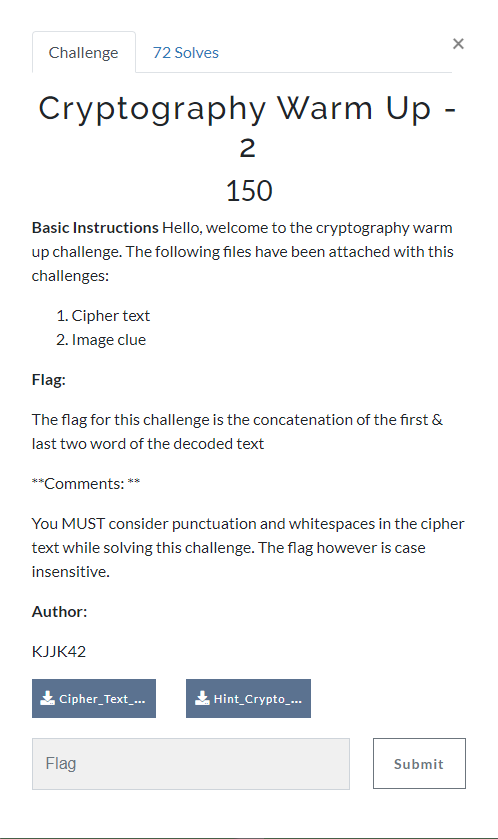 Challenge
72 Solves
×
Cryptography Warm Up -
2
150
Basic Instructions Hello, welcome to the cryptography warm
up challenge. The following files have been attached with this
challenges:
1. Cipher text
2. Image clue
Flag:
The flag for this challenge is the concatenation of the first &
last two word of the decoded text
**Comments: **
You MUST consider punctuation and whitespaces in the cipher
text while solving this challenge. The flag however is case
insensitive.
Author:
KJJK42
Cipher_Text_...
Hint_Crypto_...
Flag
Submit